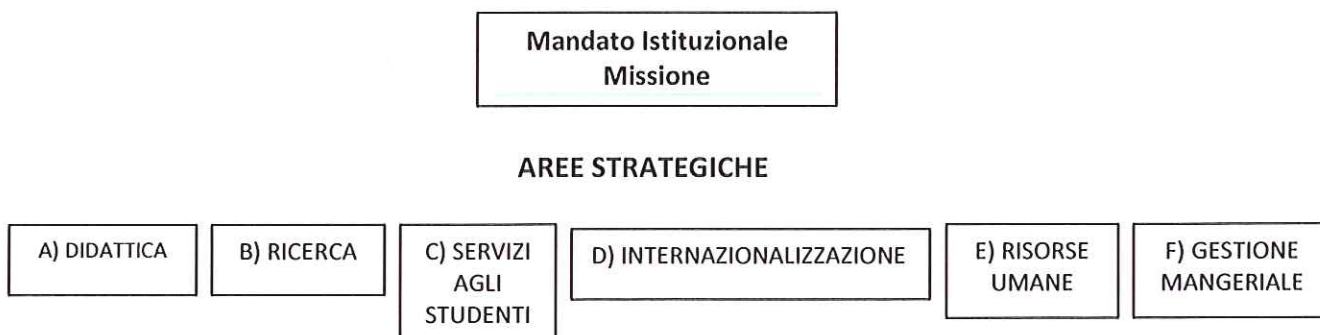 Mandato Istituzionale
Missione
AREE STRATEGICHE
A) DIDATTICA
B) RICERCA
C) SERVIZI
AGLI
STUDENTI
D) INTERNAZIONALIZZAZIONE
E) RISORSE
UMANE
F) GESTIONE
MANGERIALE